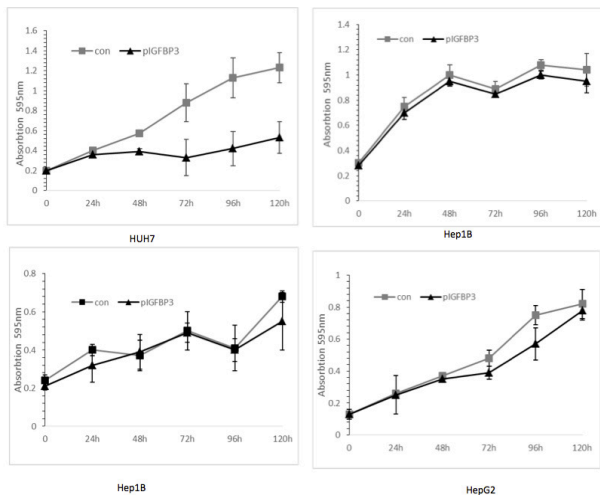 con pIGFBP3
Absorbtion 595nm
1.6
1.4
1.2
1
0.8
0.6
0.4
0.2
0
0 24h 48h 72h 96h 120h
HUH7
con pIGFBP3
Absorbtion 595nm
1.4
1.2
1
0.8
0.6
0.4
0.2
0
0 24h 48h 72h 96h 120h
Hep1B
con pIGFBP3
Absorbtion 595nm
0.8
0.6
0.4
0.2
0
0 24h 48h 72h 96h 120h
Hep1B
con pIGFBP3
Absorbtion 595nm
1
0.8
0.6
0.4
0.2
0
0 24h 48h 72h 96h 120h
HepG2